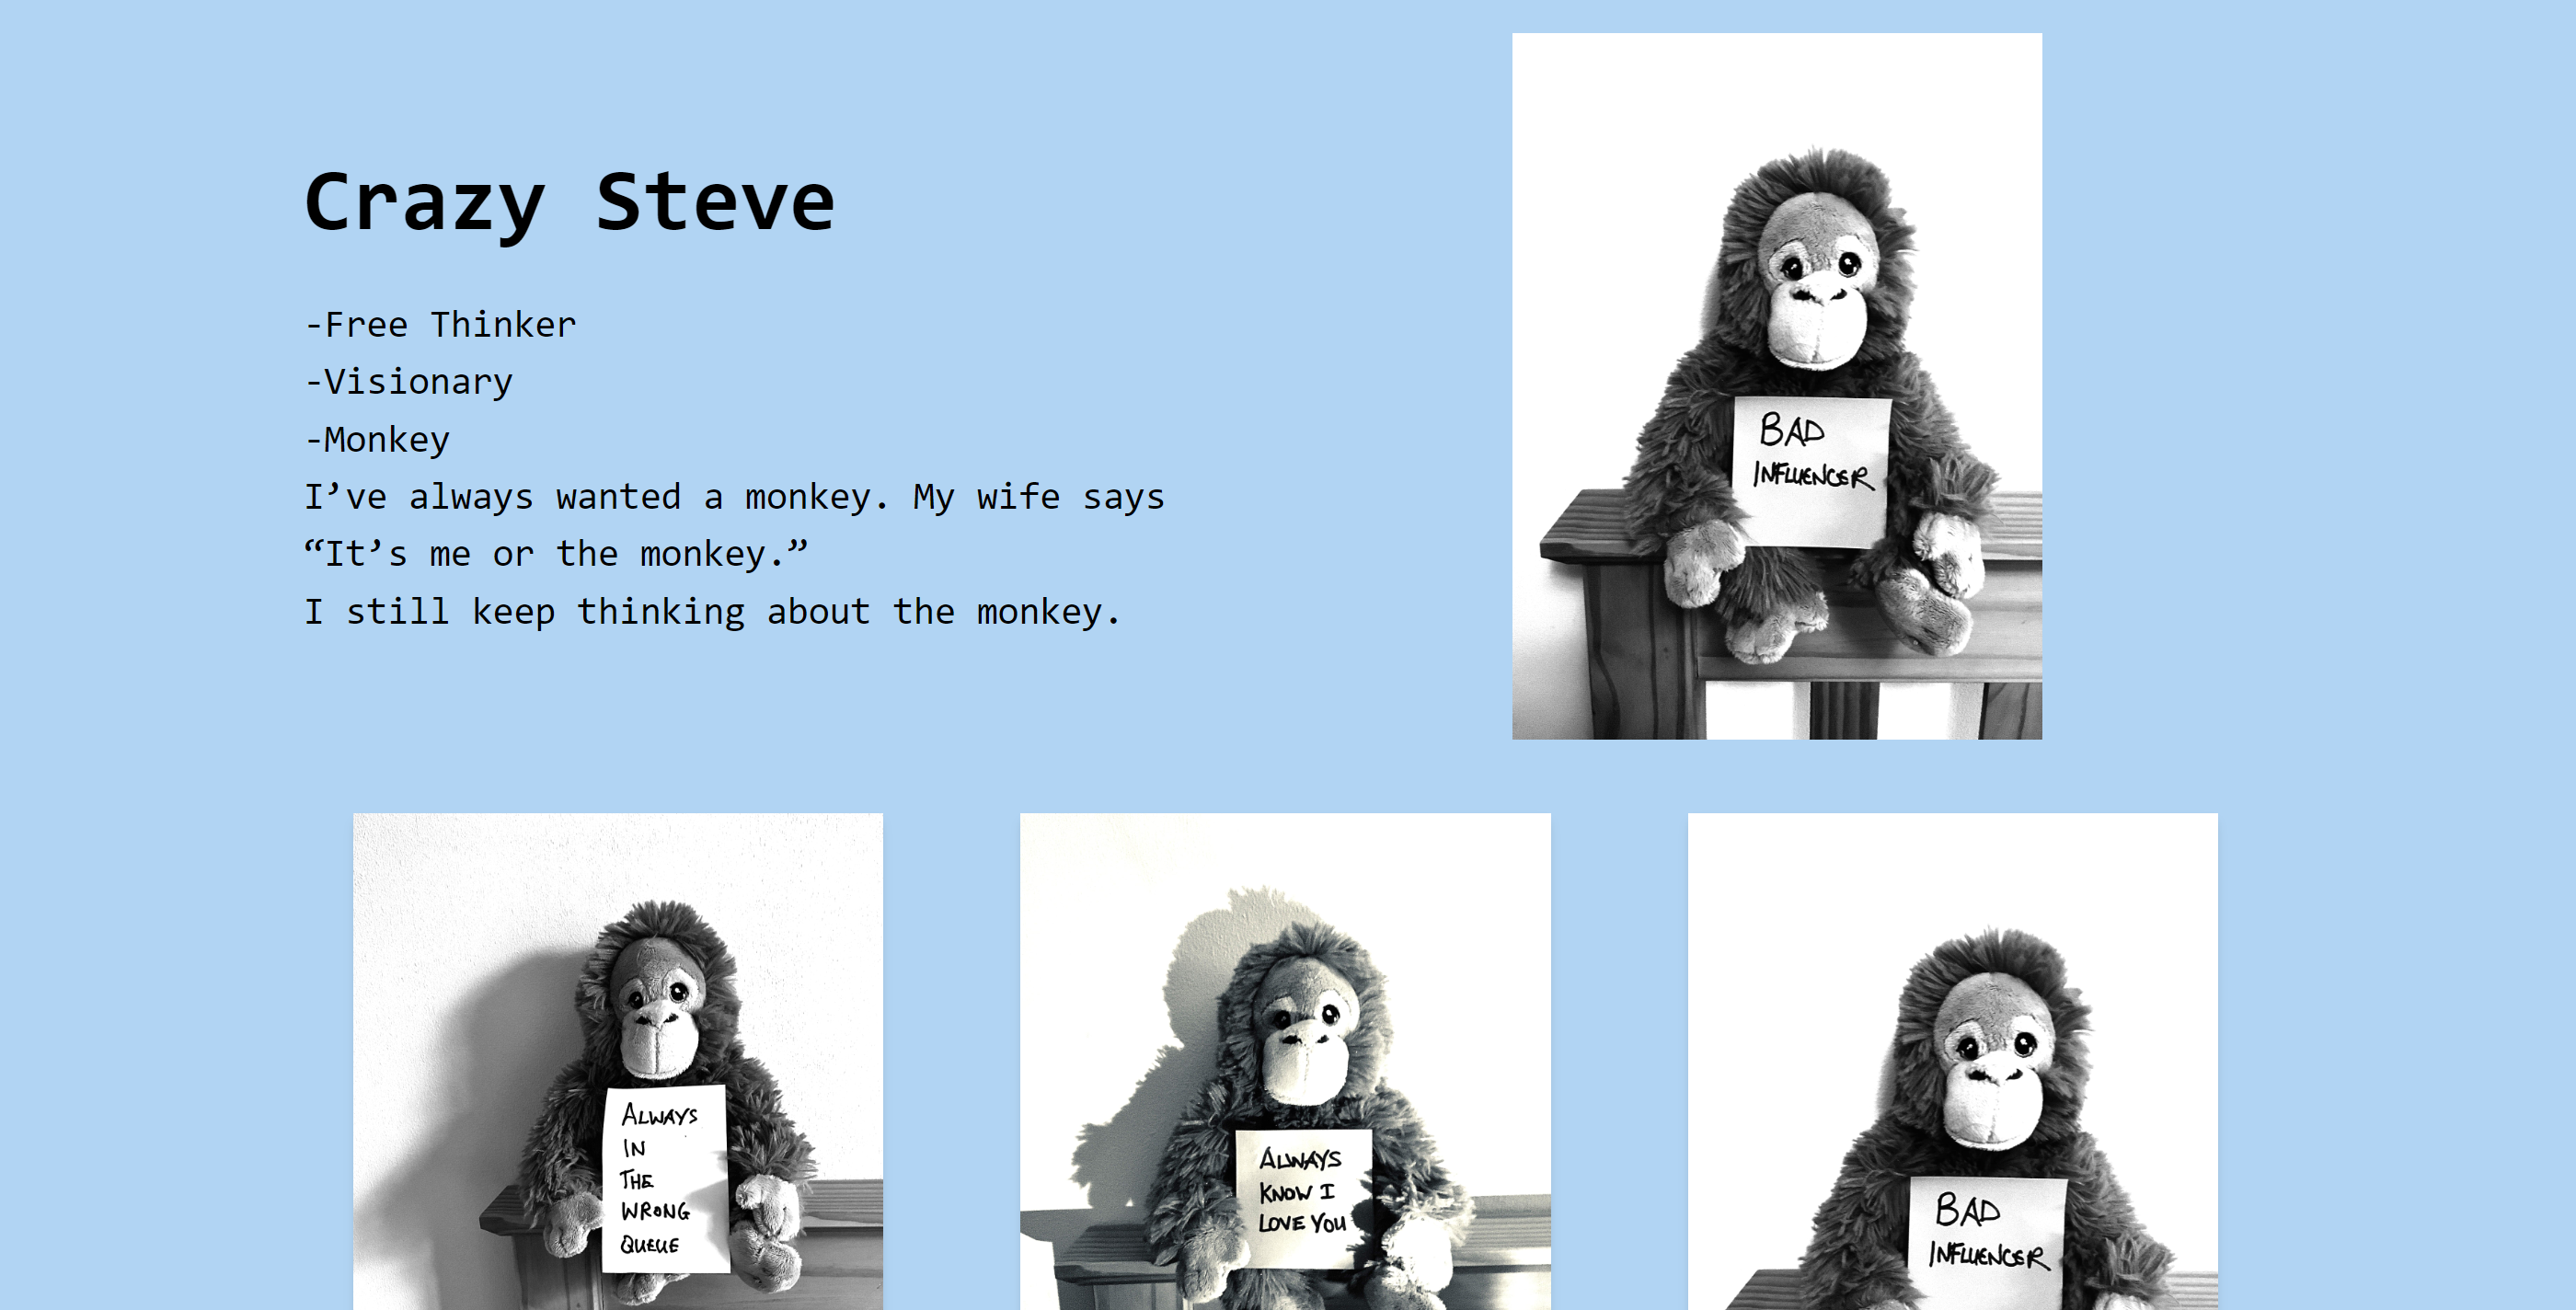 Crazy Steve
-Free Thinker
-Visionary
-Monkey
I’ve always wanted a monkey. My wife says
“It’s me or the monkey.”
I still keep thinking about the monkey.
BAD
INFLUENCER
ALWAYS
IN
THE
WRONG
QUEUE
ALWAYS
KNOW I
LOVE YOU
BAD
INFLUENCER